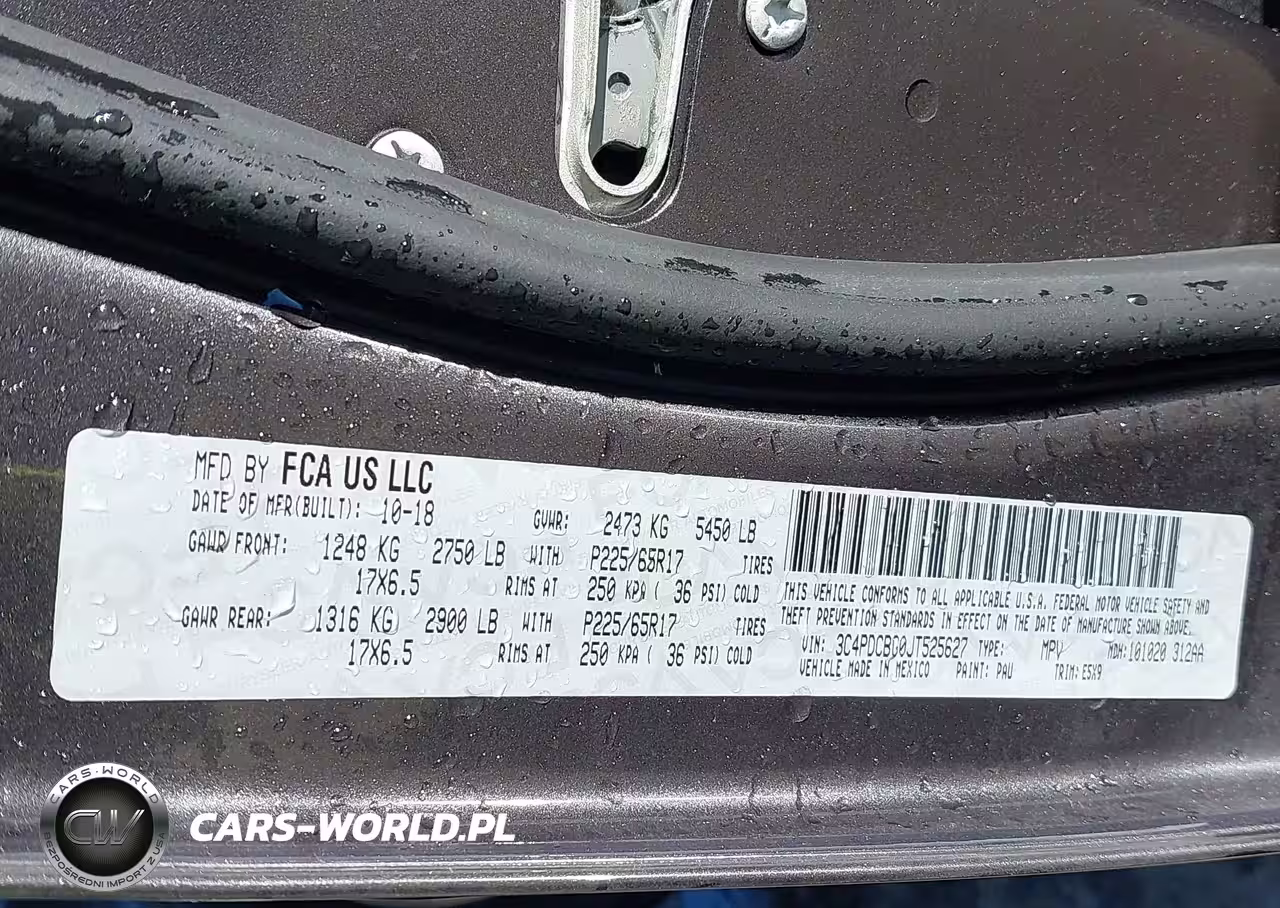 MFD BY FCA US LLC
DATE OF MFR(BUILT): 10-18 GVWR: 2473 KG 5450 LB
GAWR FRONT: 1248 KG 2750 LB WITH P225/65R17 TIRES
17X6.5 RIMS AT 250 KPA ( 36 PSI) COLD
GAWR REAR: 1316 KG 2900 LB WITH P225/65R17 TIRES
17X6.5 RIMS AT 250 KPA ( 36 PSI) COLD
THIS VEHICLE CONFORMS TO ALL APPLICABLE U.S.A. FEDERAL MOTOR VEHICLE SAFETY AND
THEFT PREVENTION STANDARDS IN EFFECT ON THE DATE OF MANUFACTURE SHOWN ABOVE.
VIN: 3C4PDCBG0JT525627 TYPE: MPV MDH: 101020 312AA
VEHICLE MADE IN MEXICO PAINT: PAU TRIM: E5X9
CARS-WORLD
CW
BEZPOŚREDNI IMPORT Z USA
CARS-WORLD.PL